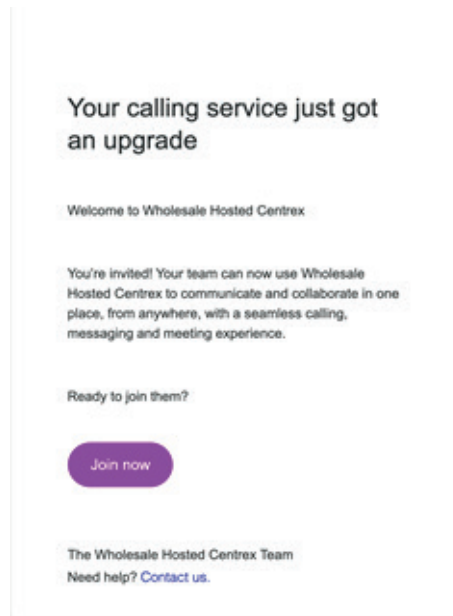 Your calling service just got
an upgrade
Welcome to Wholesale Hosted Centrex
You're invited! Your team can now use Wholesale
Hosted Centrex to communicate and collaborate in one
place, from anywhere, with a seamless calling,
messaging and meeting experience.
Ready to join them?
Join now
The Wholesale Hosted Centrex Team
Need help? Contact us.